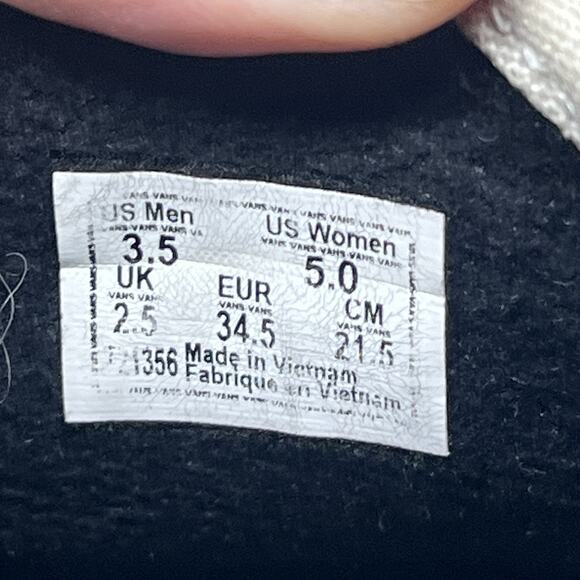 US Men US Women
3.5 5.0
UK EUR CM
2.5 34.5 21.5
356 Made in Vietnam
Fabrique en Vietnam